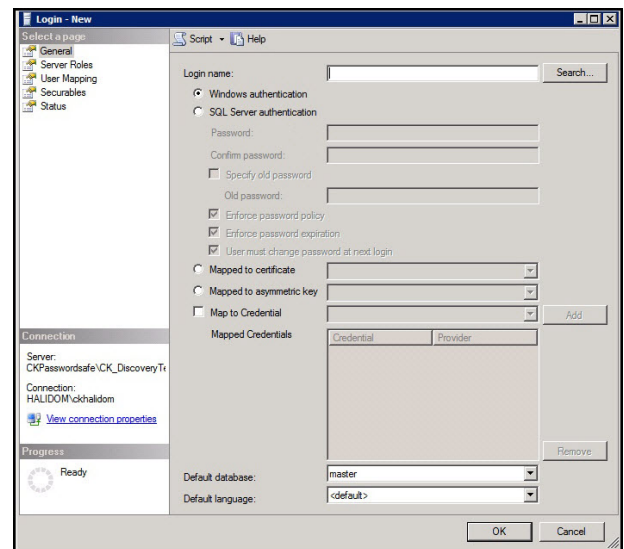 Login - New
Select a page
General
Server Roles
User Mapping
Securables
Status
Script Help
Login name: Search...
Windows authentication
SQL Server authentication
Password:
Confirm password:
Specify old password
Old password:
Enforce password policy
Enforce password expiration
User must change password at next login
Mapped to certificate
Mapped to asymmetric key
Map to Credential Add
Mapped Credentials Credential Provider
Remove
Default database: master
Default language: <default>
Connection
Server:
CKPasswordsafe\CK_DiscoveryTe
Connection:
HALIDOM\ckhalidom
View connection properties
Progress
Ready
OK Cancel